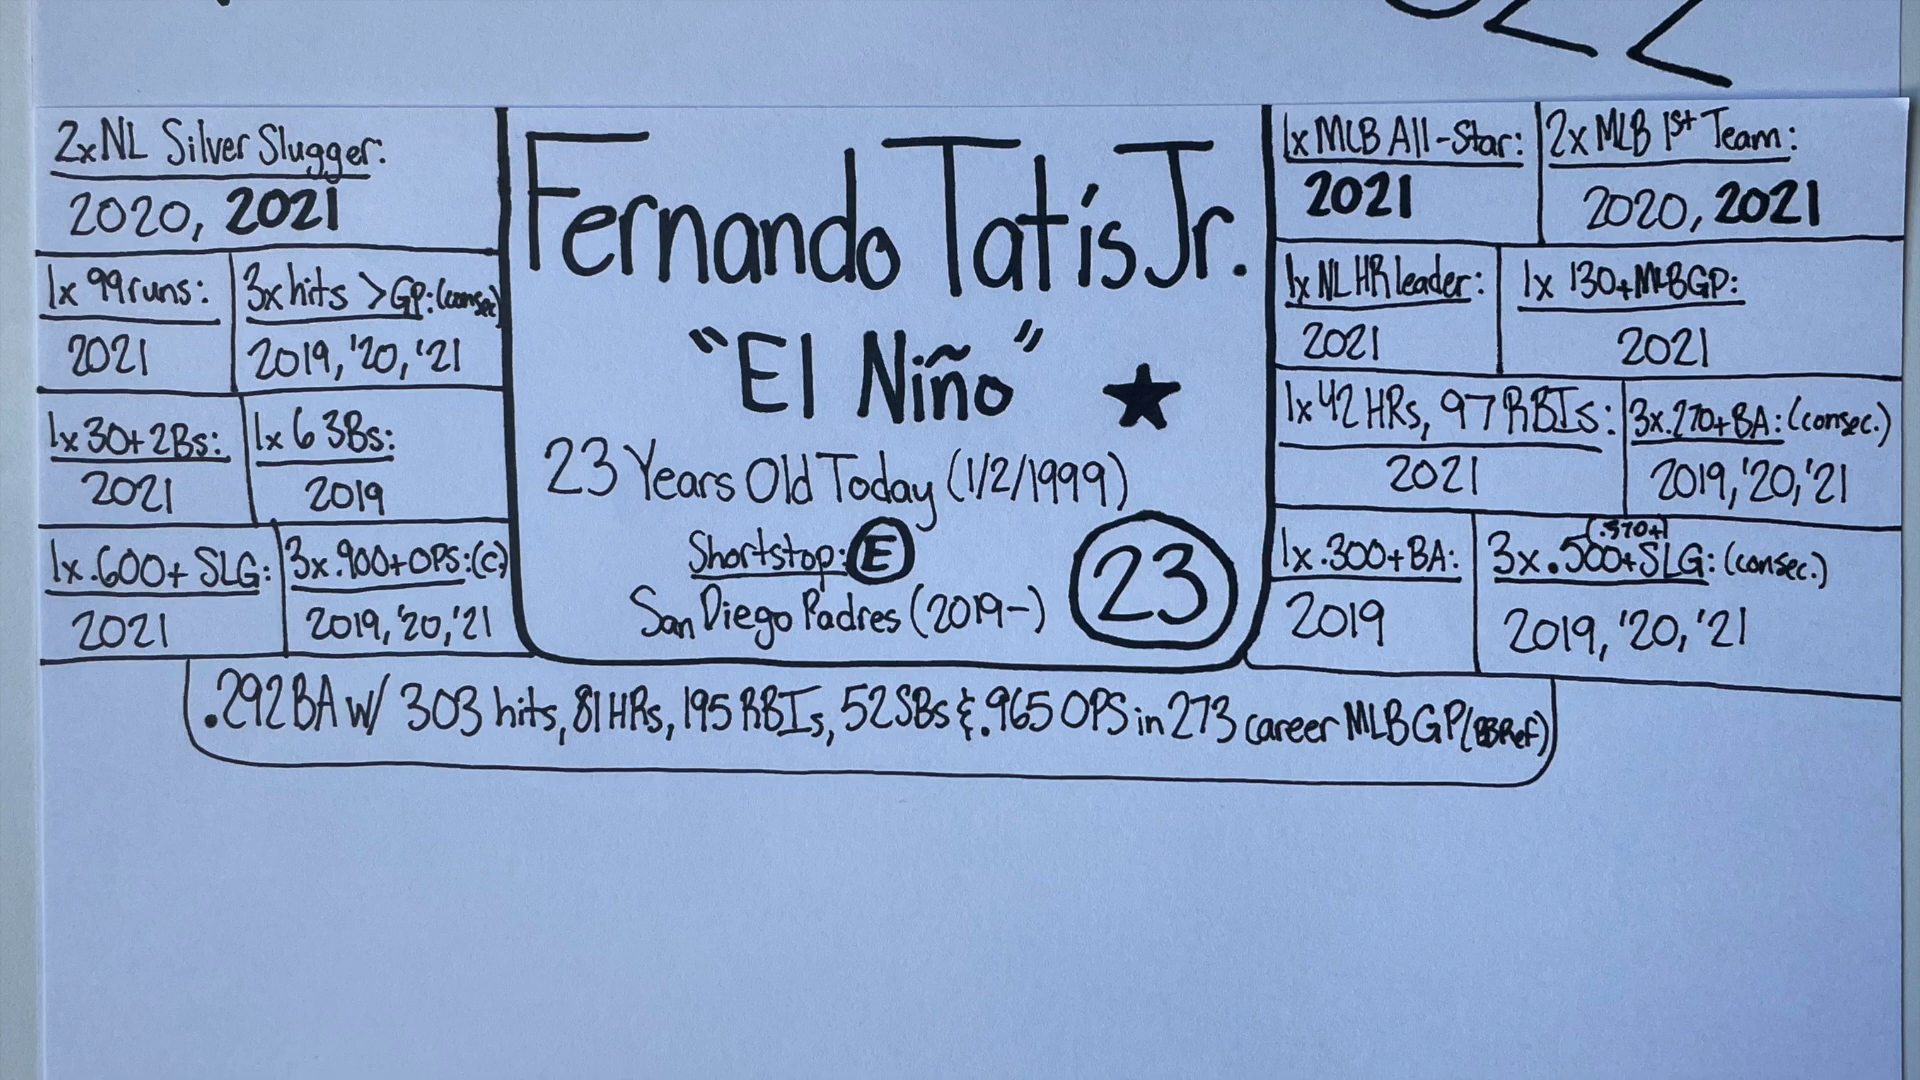 2xNL Silver Slugger:
2020, 2021
1x 99 runs:
2021
3x hits > GP: (consec)
2019, '20, '21
1x 30+ 2Bs:
2021
1x 6 3Bs:
2019
1x .600+ SLG:
2021
3x .900+ OPS: (c.)
2019, '20, '21
Fernando Tatís Jr.
"El Niño" ★
23 Years Old Today (1/2/1999)
Shortstop: E
San Diego Padres (2019-)
23
1x MLB All-Star:
2021
2x MLB 1st Team:
2020, 2021
1x NL HR leader:
2021
1x 130+ MLB GP:
2021
1x 42 HRs, 97 RBIs:
2021
3x .270+ BA: (consec.)
2019, '20, '21
1x .300+ BA:
2019
(.570+)
3x .500+ SLG: (consec.)
2019, '20, '21
.292 BA w/ 303 hits, 81 HRs, 195 RBIs, 52 SBs & .965 OPS in 273 career MLB GP (BBRef)